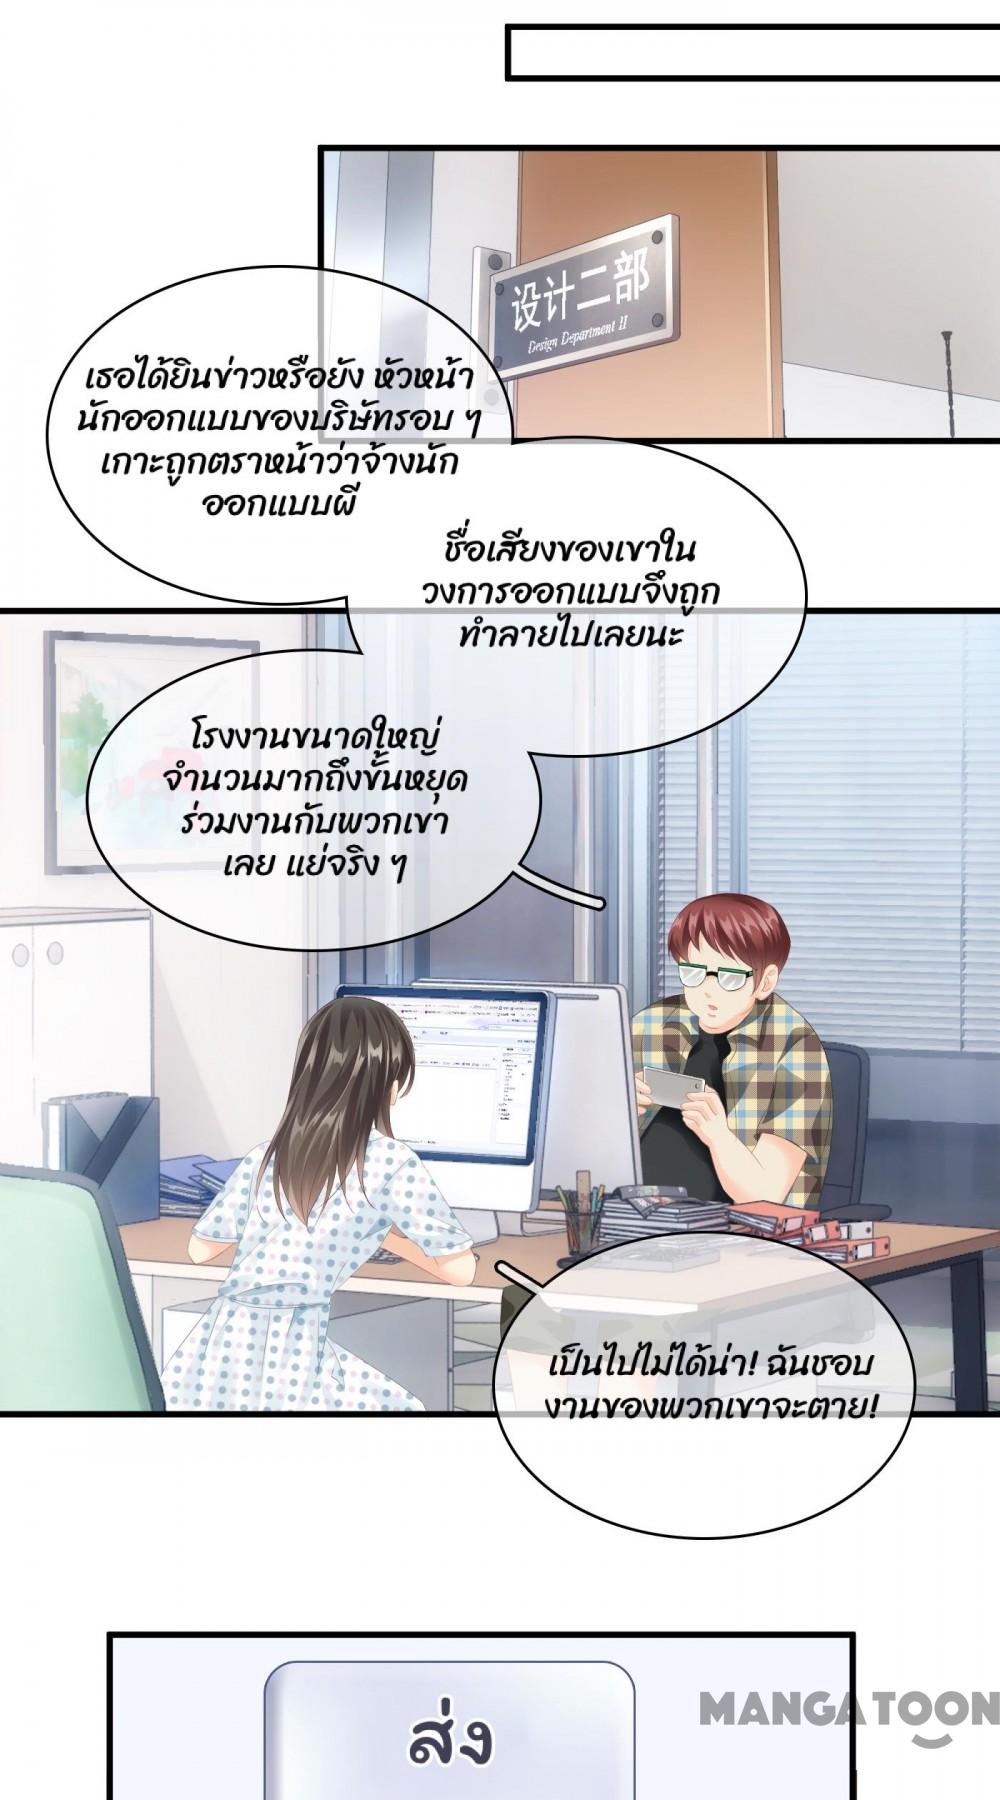 设计二部
Design Department II
เธอได้ยินข่าวหรือยัง หัวหน้า
นักออกแบบของบริษัทรอบ ๆ
เกาะถูกตราหน้าว่าจ้างนัก
ออกแบบผี
ชื่อเสียงของเขาใน
วงการออกแบบจึงถูก
ทำลายไปเลยนะ
โรงงานขนาดใหญ่
จำนวนมากถึงขั้นหยุด
ร่วมงานกับพวกเขา
เลย แย่จริง ๆ
เป็นไปไม่ได้น่า! ฉันชอบ
งานของพวกเขาจะตาย!
ส่ง
MANGATOON